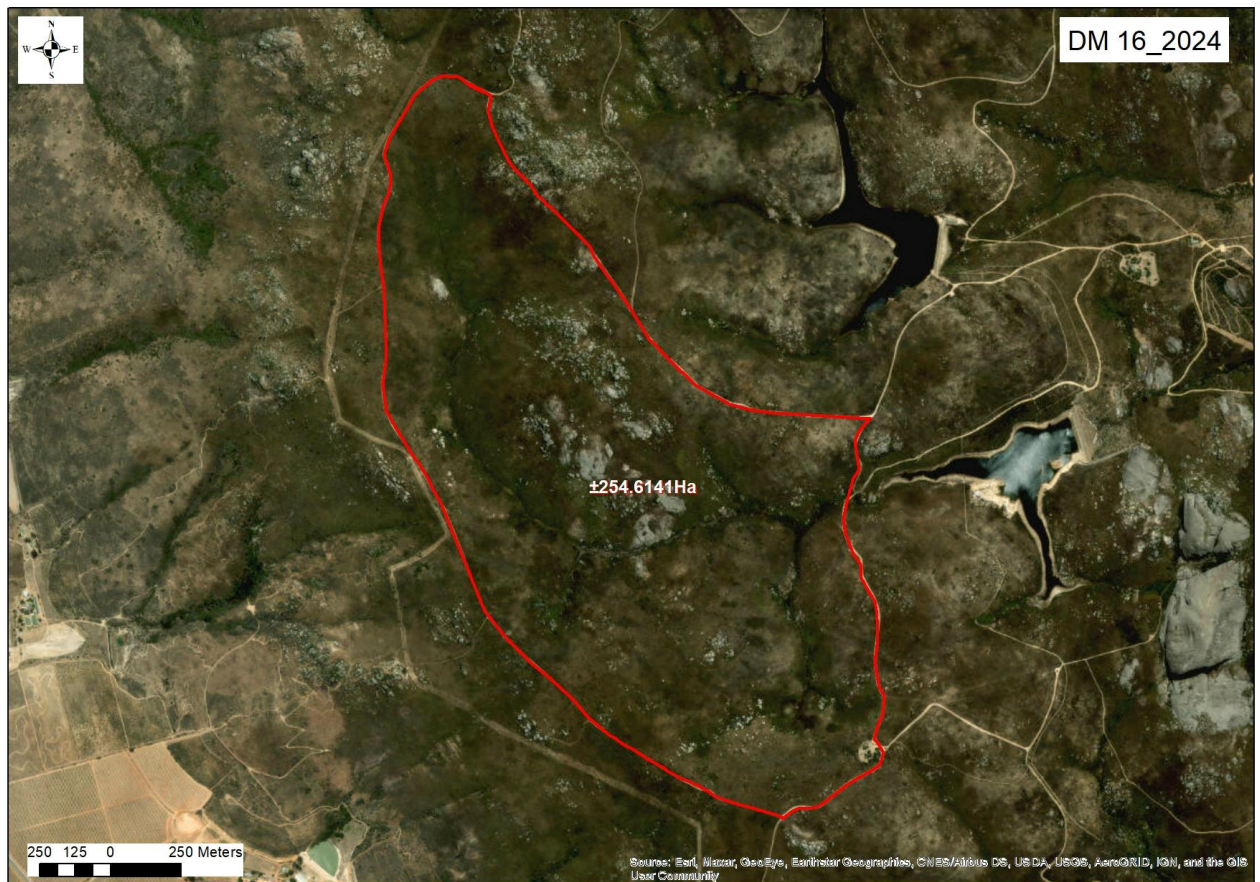 N
W E
S
DM 16_2024
±254.6141Ha
250 125 0 250 Meters
Source: Esri, Maxar, GeoEye, Earthstar Geographics, CNES/Airbus DS, USDA, USGS, AeroGRID, IGN, and the GIS
User Community